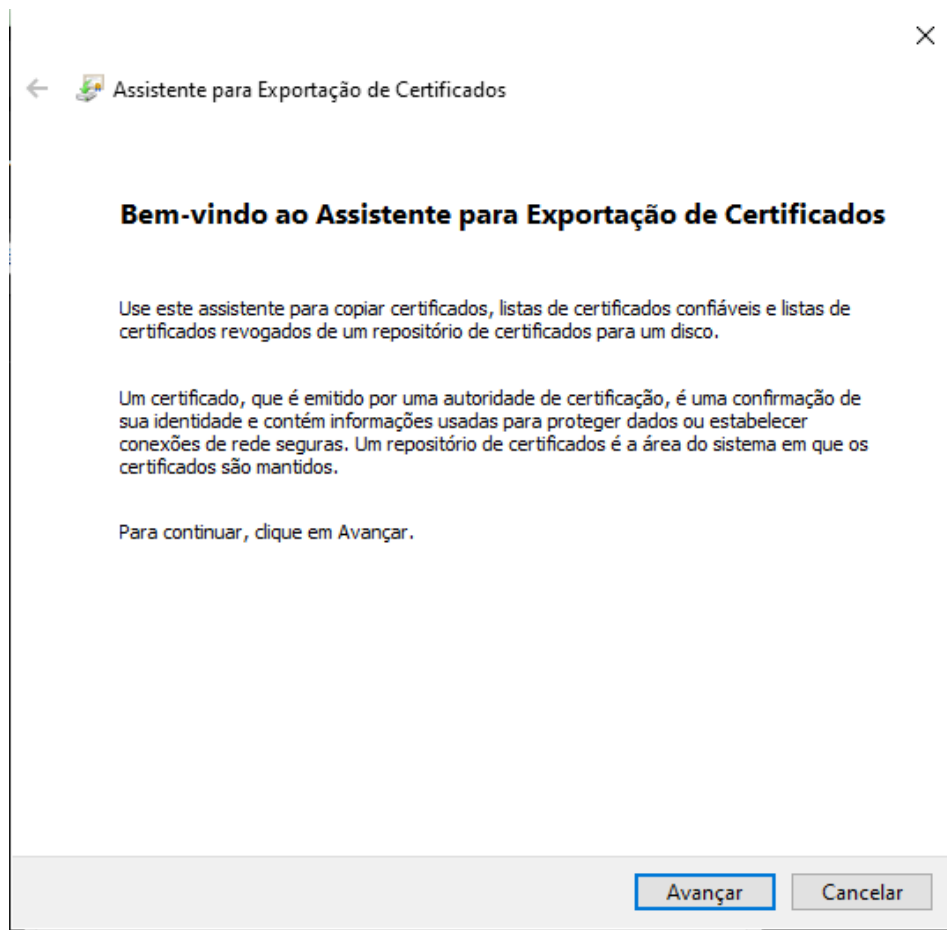 Assistente para Exportação de Certificados
Bem-vindo ao Assistente para Exportação de Certificados
Use este assistente para copiar certificados, listas de certificados confiáveis e listas de
certificados revogados de um repositório de certificados para um disco.
Um certificado, que é emitido por uma autoridade de certificação, é uma confirmação de
sua identidade e contém informações usadas para proteger dados ou estabelecer
conexões de rede seguras. Um repositório de certificados é a área do sistema em que os
certificados são mantidos.
Para continuar, clique em Avançar.
Avançar Cancelar